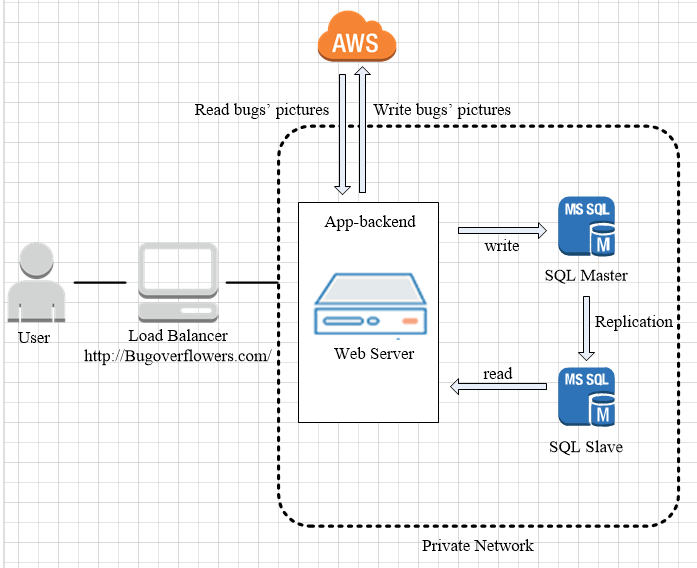 AWS
Read bugs' pictures
Write bugs' pictures
App-backend
MS SQL
M
write
SQL Master
User
Load Balancer
http://Bugoverflowers.com/
Web Server
Replication
read
MS SQL
M
SQL Slave
Private Network